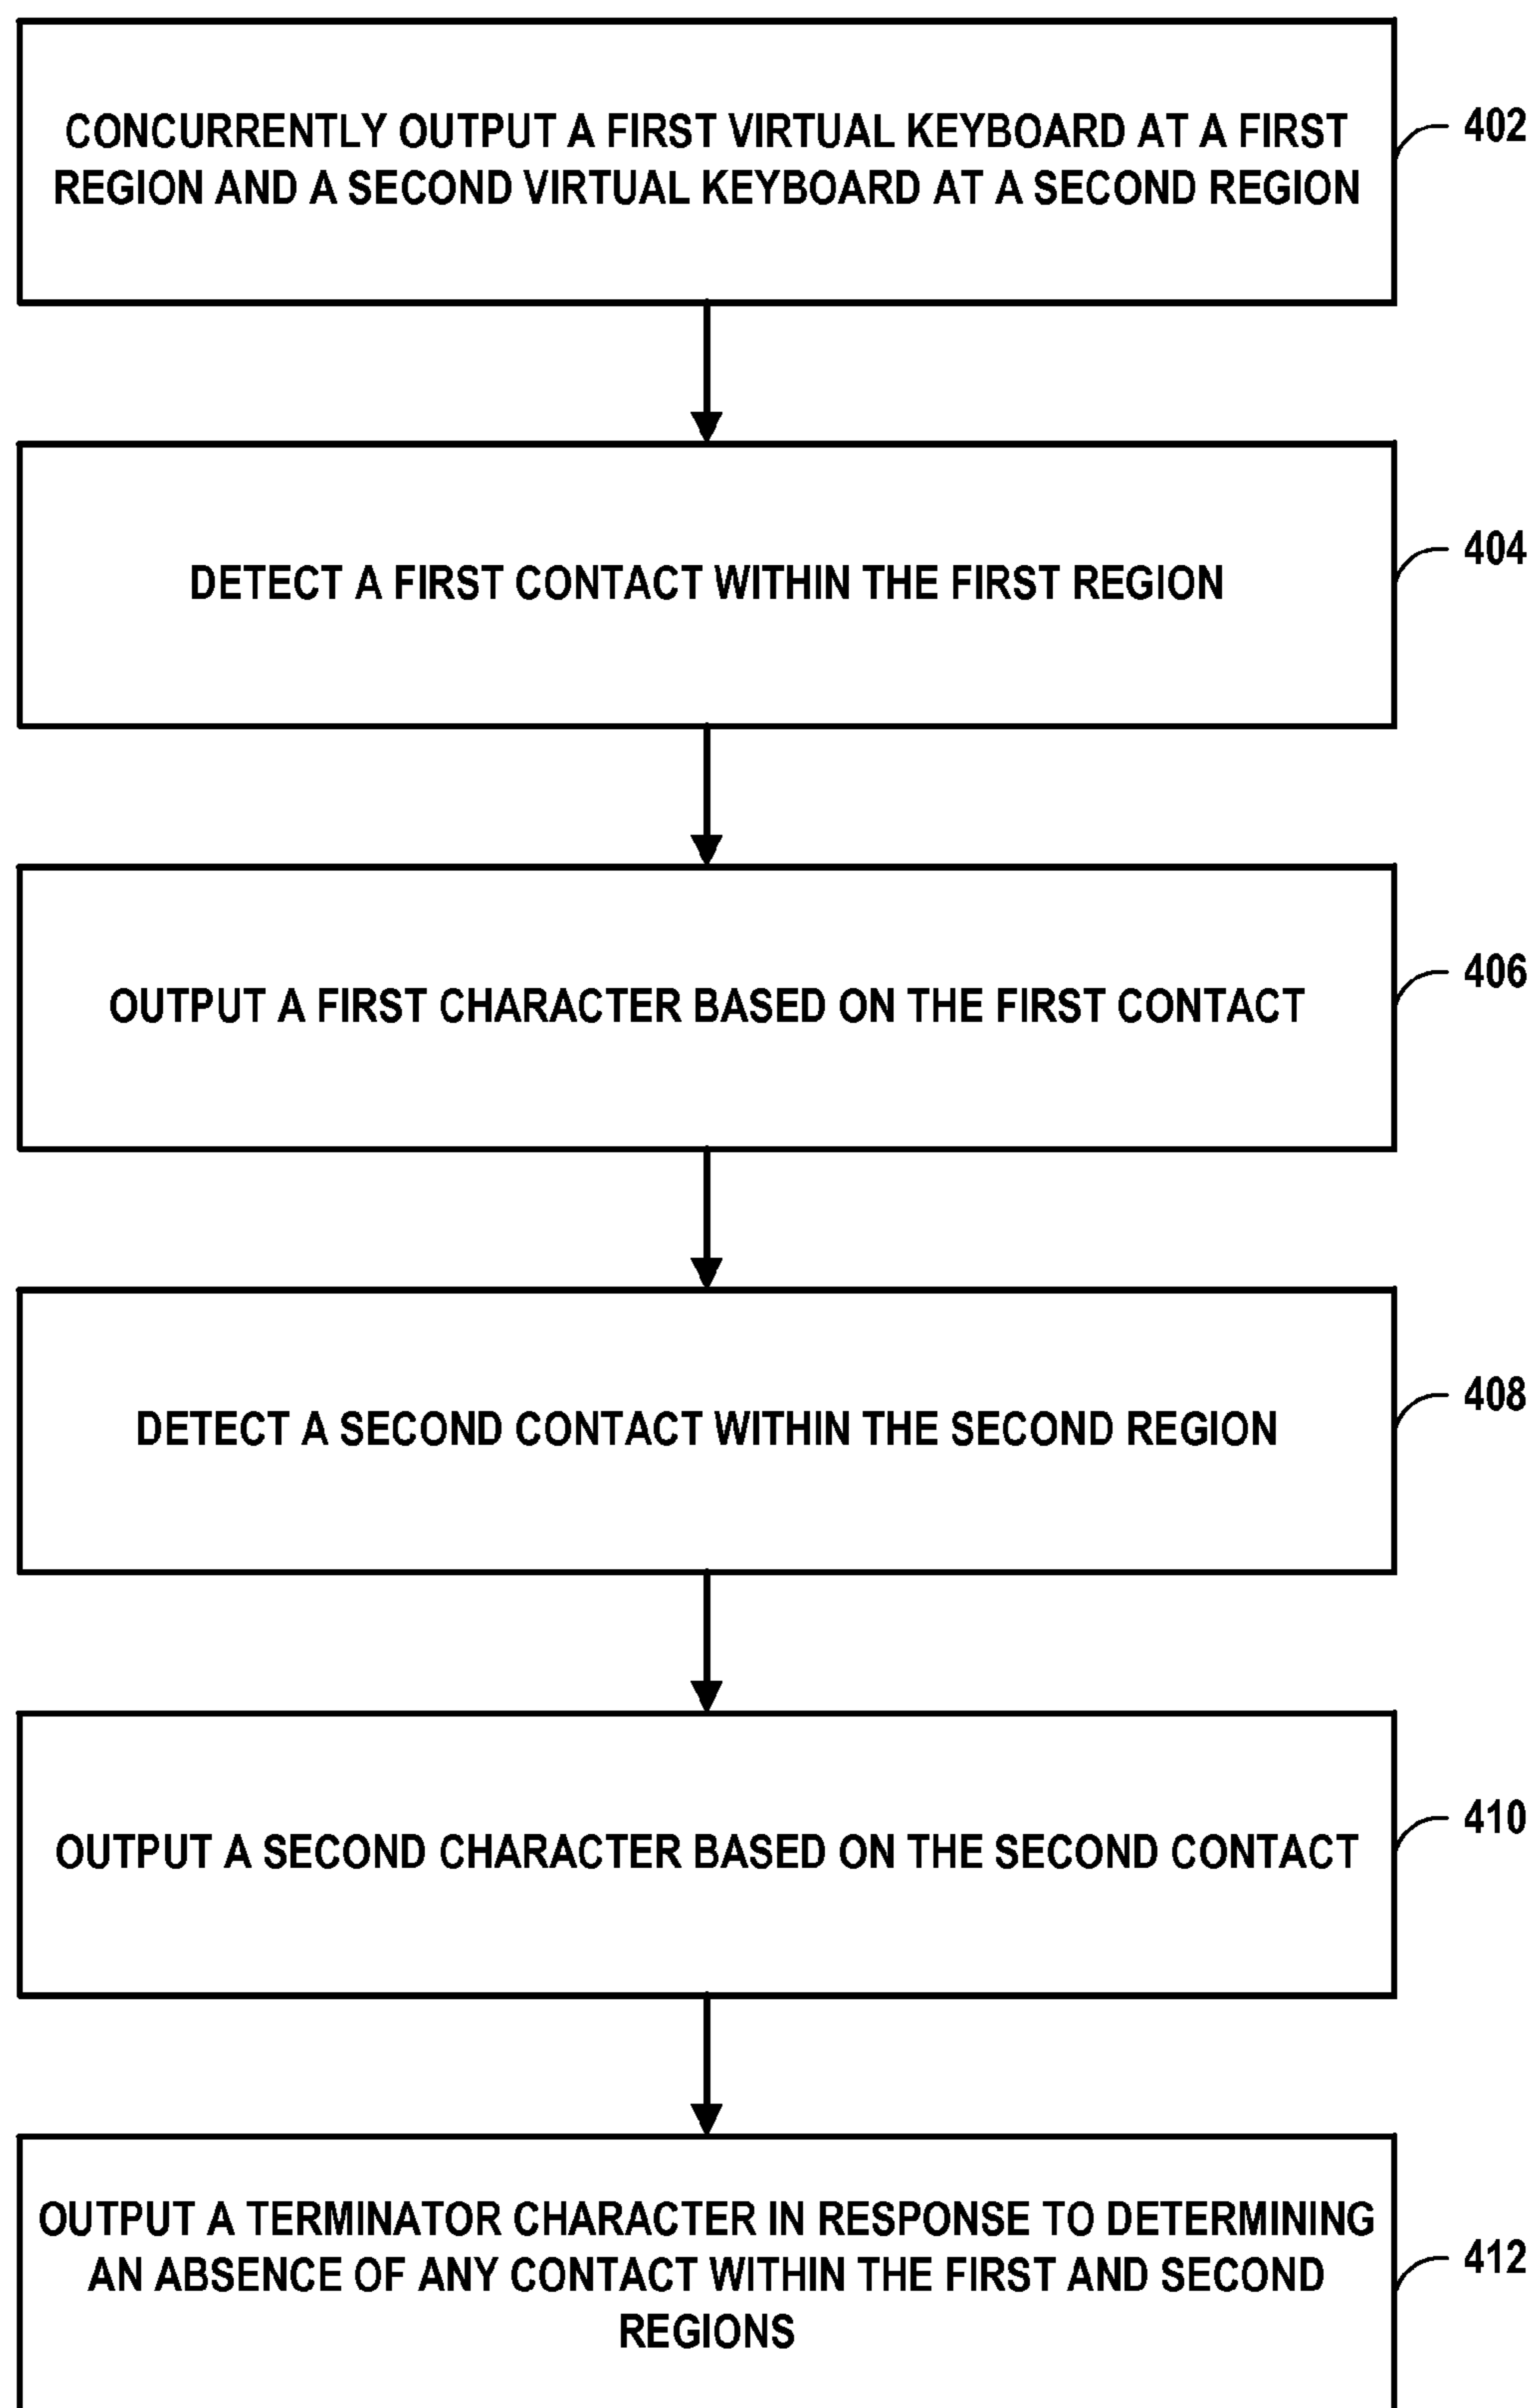 CONCURRENTLY OUTPUT A FIRST VIRTUAL KEYBOARD AT A FIRST
REGION AND A SECOND VIRTUAL KEYBOARD AT A SECOND REGION
402
DETECT A FIRST CONTACT WITHIN THE FIRST REGION
404
OUTPUT A FIRST CHARACTER BASED ON THE FIRST CONTACT
406
DETECT A SECOND CONTACT WITHIN THE SECOND REGION
408
OUTPUT A SECOND CHARACTER BASED ON THE SECOND CONTACT
410
OUTPUT A TERMINATOR CHARACTER IN RESPONSE TO DETERMINING
AN ABSENCE OF ANY CONTACT WITHIN THE FIRST AND SECOND
REGIONS
412